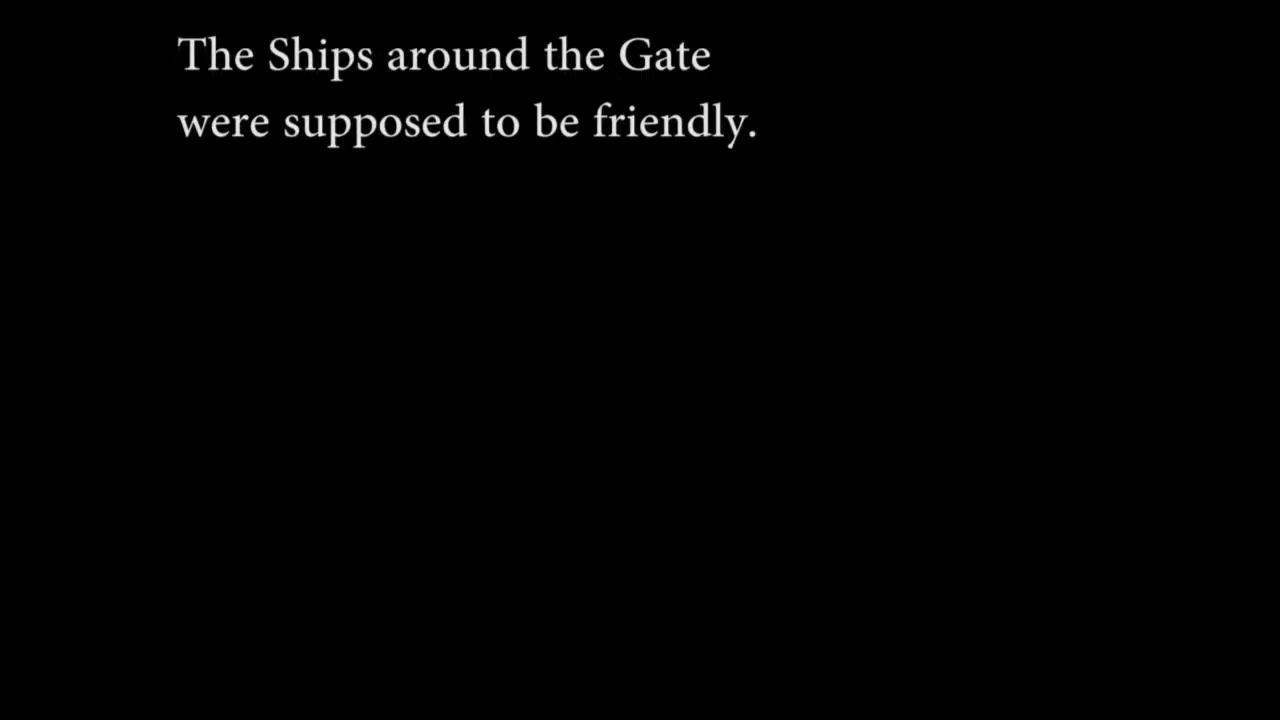 The Ships around the Gate
were supposed to be friendly.